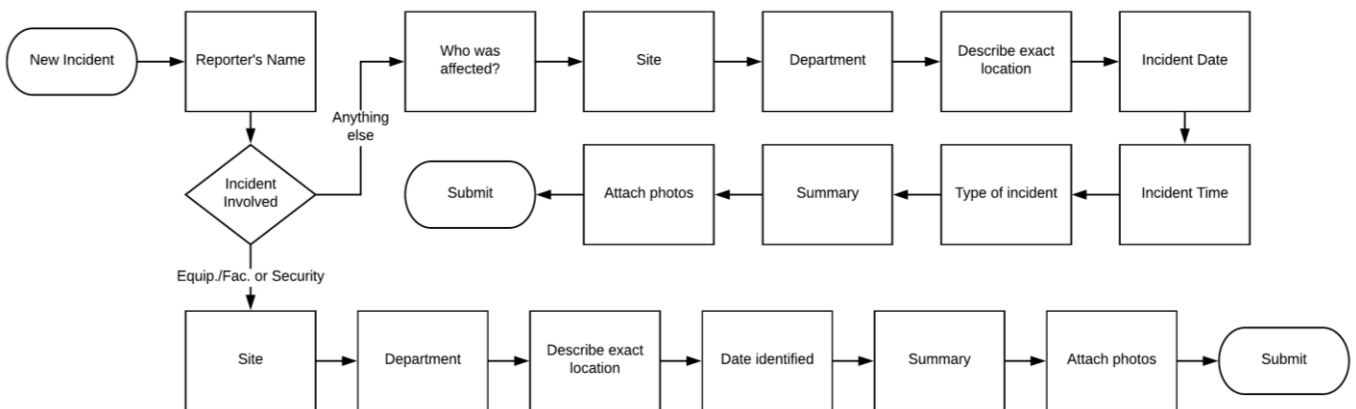 New Incident
Reporter's Name
Who was
affected?
Site
Department
Describe exact
location
Incident Date
Anything
else
Incident
Involved
Submit
Attach photos
Summary
Type of incident
Incident Time
Equip./Fac. or Security
Site
Department
Describe exact
location
Date identified
Summary
Attach photos
Submit